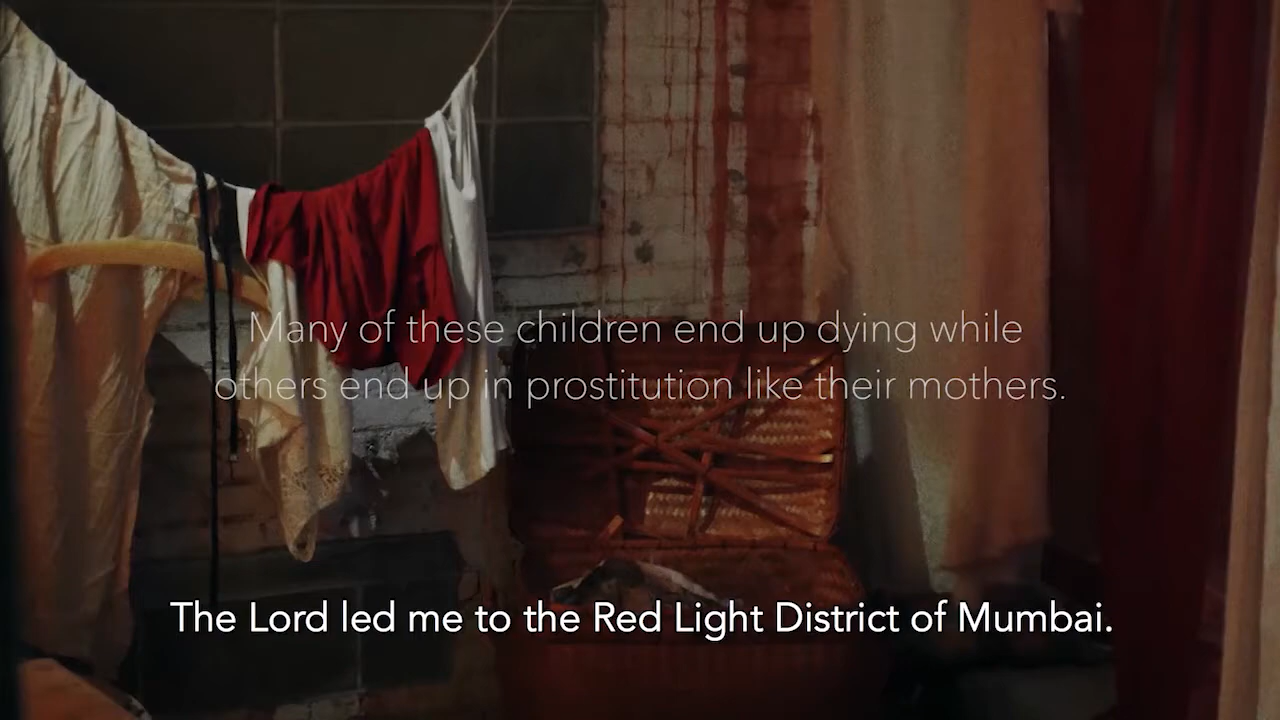 Many of these children end up dying while
others end up in prostitution like their mothers.
The Lord led me to the Red Light District of Mumbai.